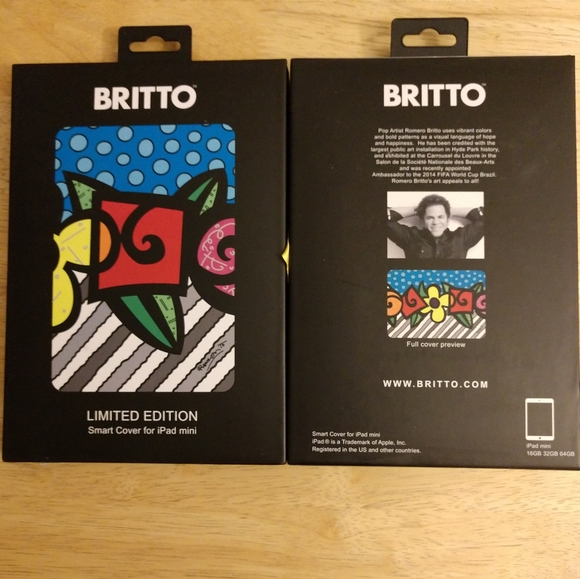 BRITTO™
LIMITED EDITION
Smart Cover for iPad mini
BRITTO™
Pop Artist Romero Britto uses vibrant colors
and bold patterns as a visual language of hope
and happiness. He has been credited with the
largest public art installation in Hyde Park history,
and exhibited at the Carrousel du Louvre in the
Salon de la Société Nationale des Beaux-Arts
and was recently appointed
Ambassador to the 2014 FIFA World Cup Brazil.
Romero Britto's art appeals to all!
Full cover preview
WWW.BRITTO.COM
Smart Cover for iPad mini
iPad® is a Trademark of Apple, Inc.
Registered in the US and other countries.
iPad mini
16GB 32GB 64GB